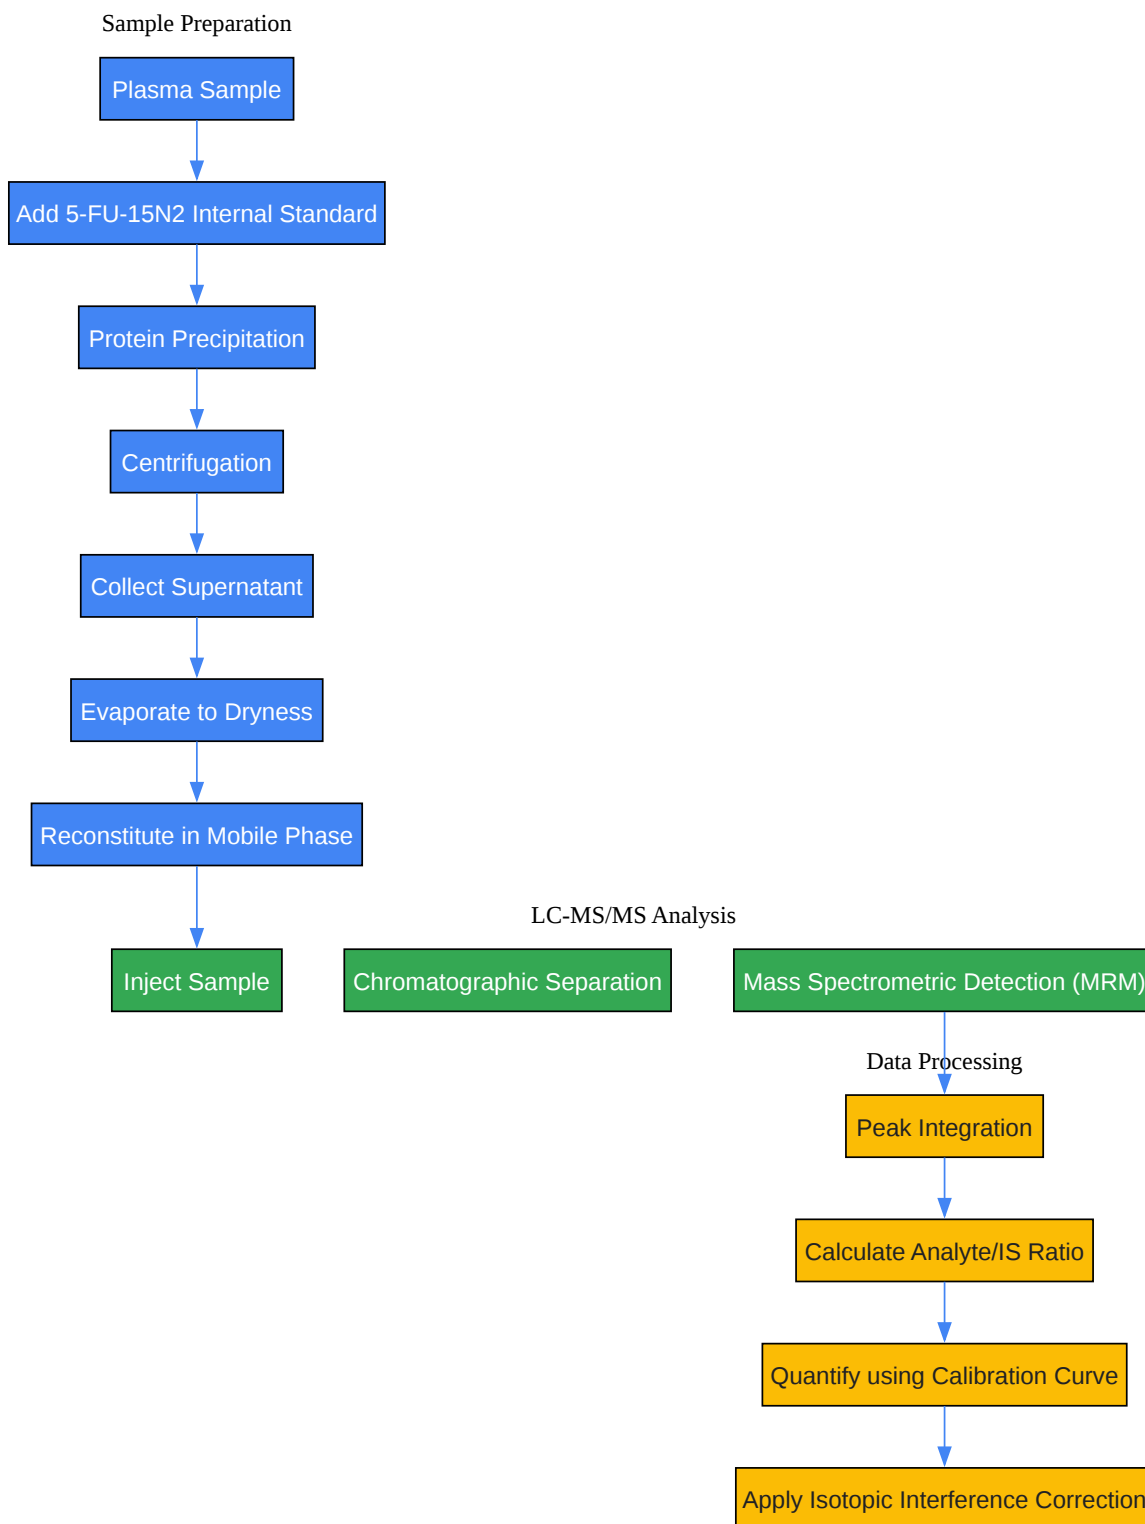 Sample Preparation
Plasma Sample
Add 5-FU-15N2 Internal Standard
Protein Precipitation
Centrifugation
Collect Supernatant
Evaporate to Dryness
Reconstitute in Mobile Phase
LC-MS/MS Analysis
Inject Sample
Chromatographic Separation
Mass Spectrometric Detection (MRM)
Data Processing
Peak Integration
Calculate Analyte/IS Ratio
Quantify using Calibration Curve
Apply Isotopic Interference Correction